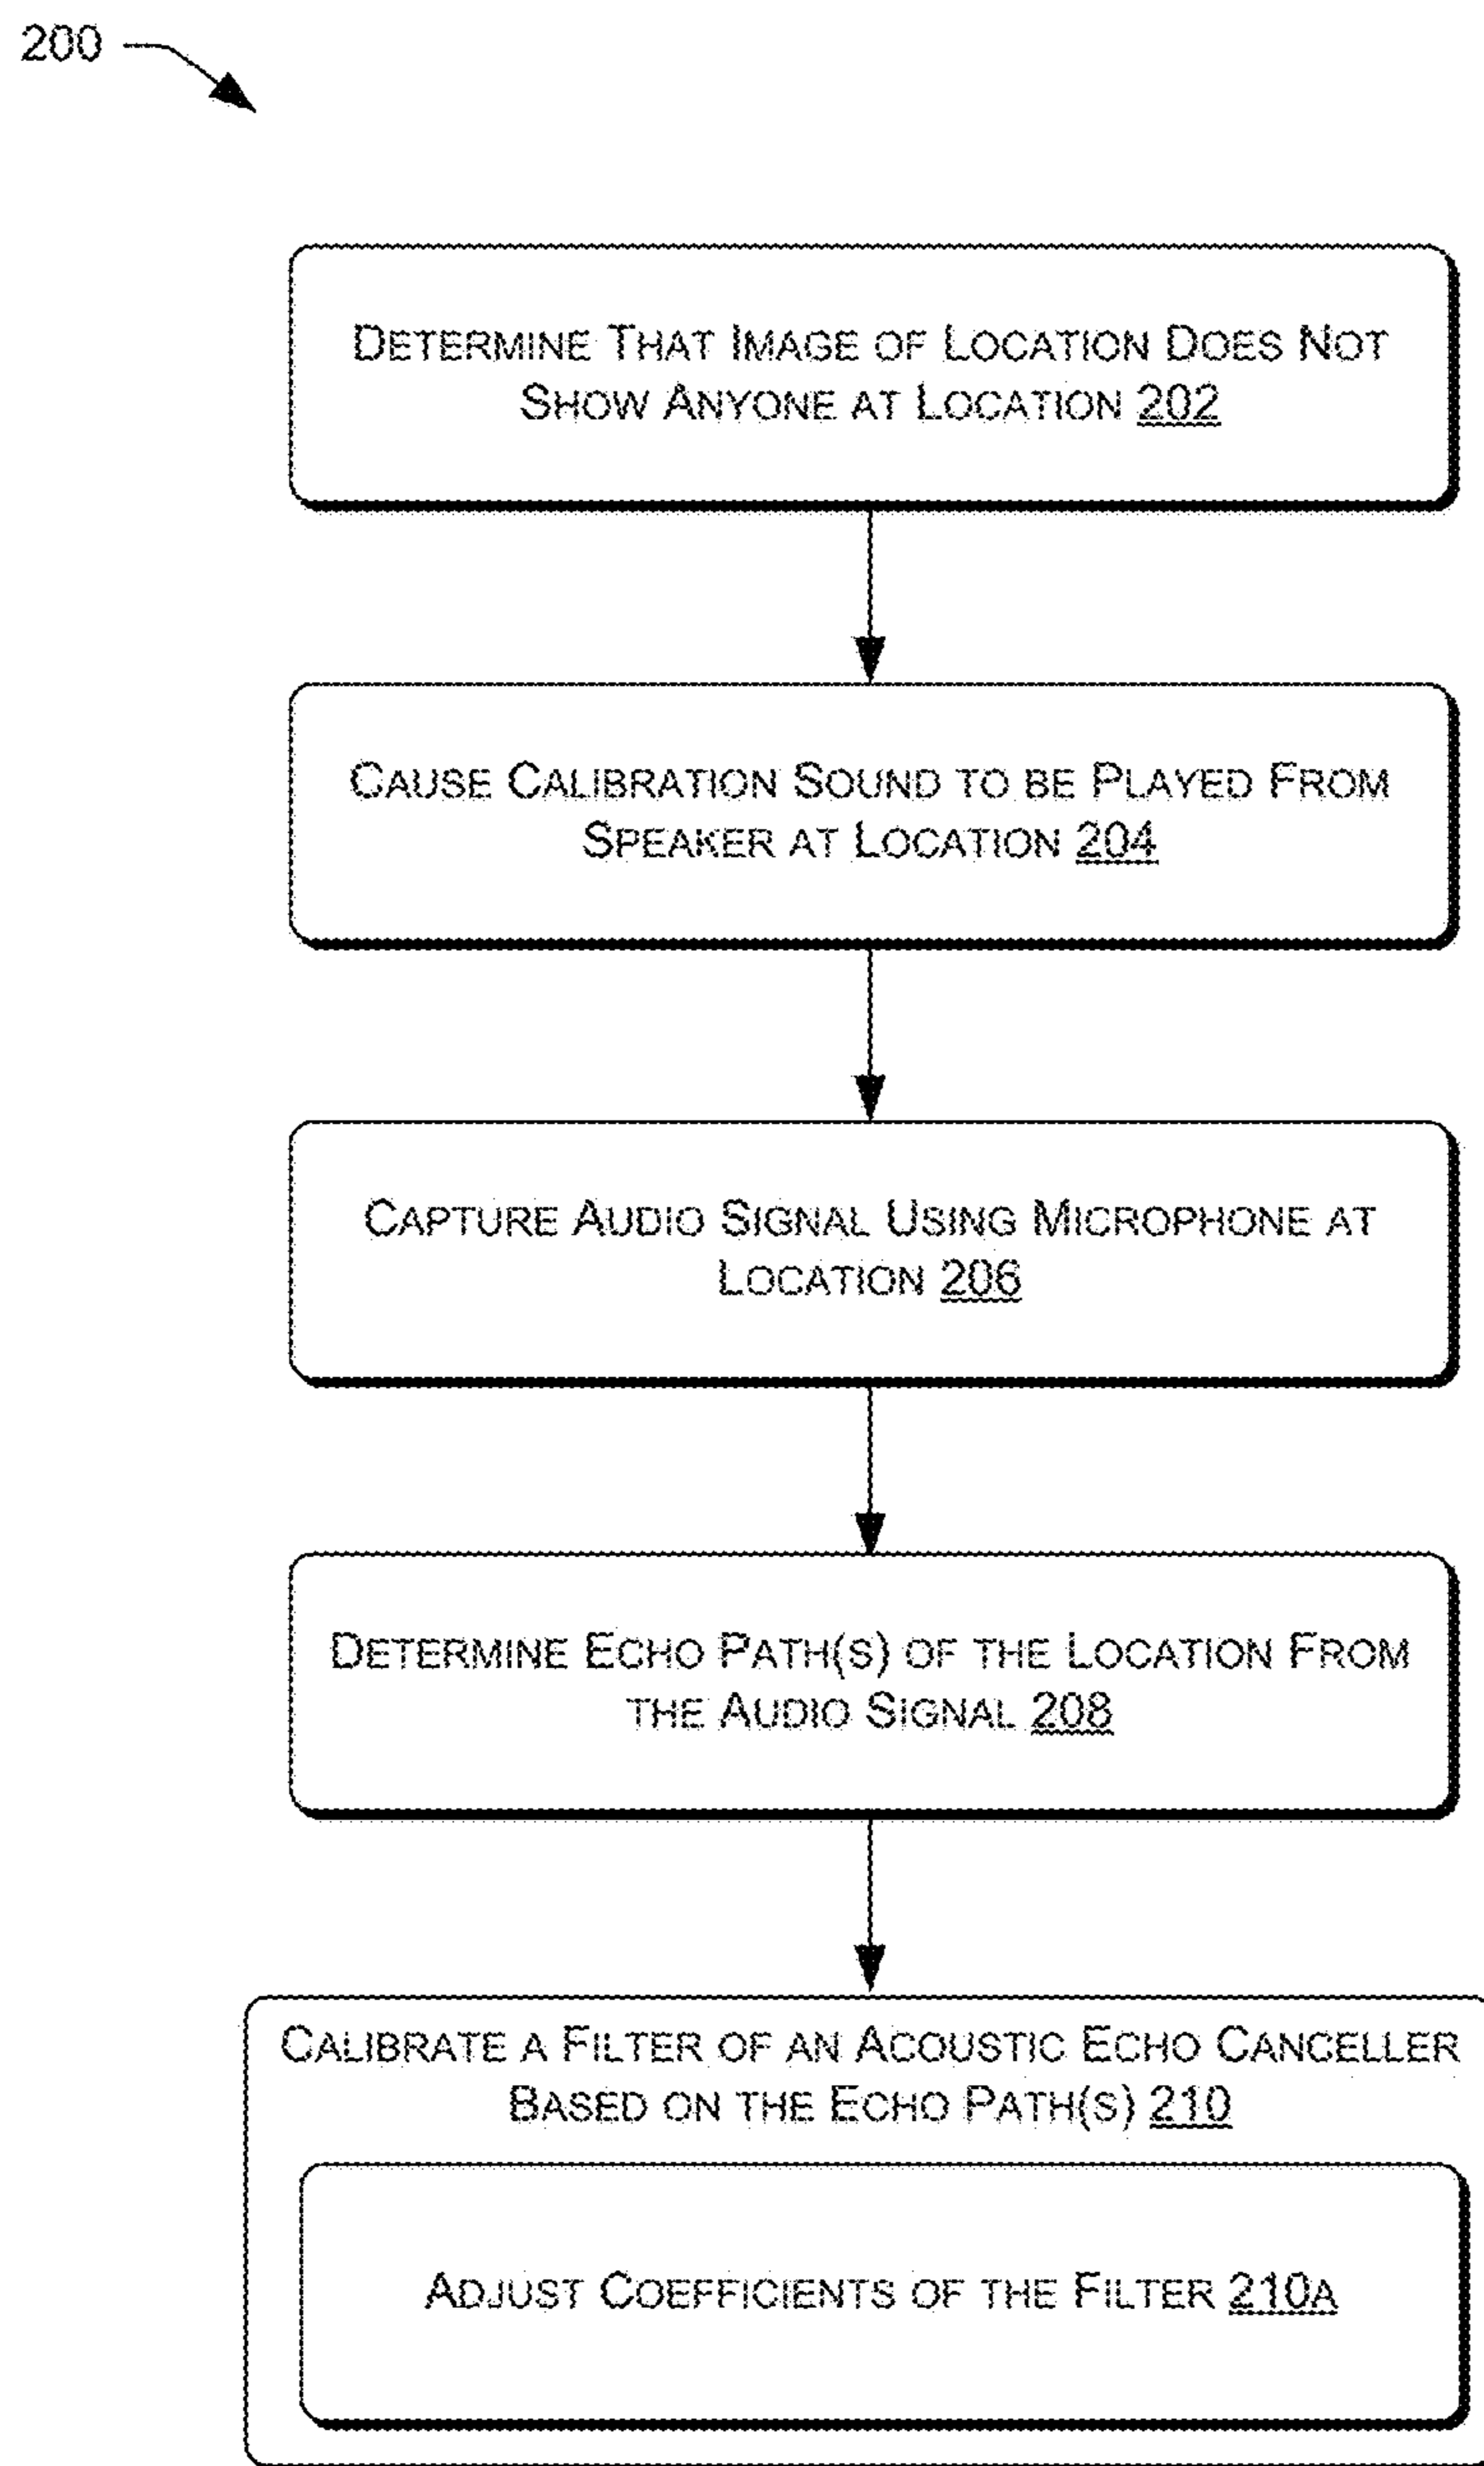 200
DETERMINE THAT IMAGE OF LOCATION DOES NOT
SHOW ANYONE AT LOCATION 202
CAUSE CALIBRATION SOUND TO BE PLAYED FROM
SPEAKER AT LOCATION 204
CAPTURE AUDIO SIGNAL USING MICROPHONE AT
LOCATION 206
DETERMINE ECHO PATH(S) OF THE LOCATION FROM
THE AUDIO SIGNAL 208
CALIBRATE A FILTER OF AN ACOUSTIC ECHO CANCELLER
BASED ON THE ECHO PATH(S) 210
ADJUST COEFFICIENTS OF THE FILTER 210A